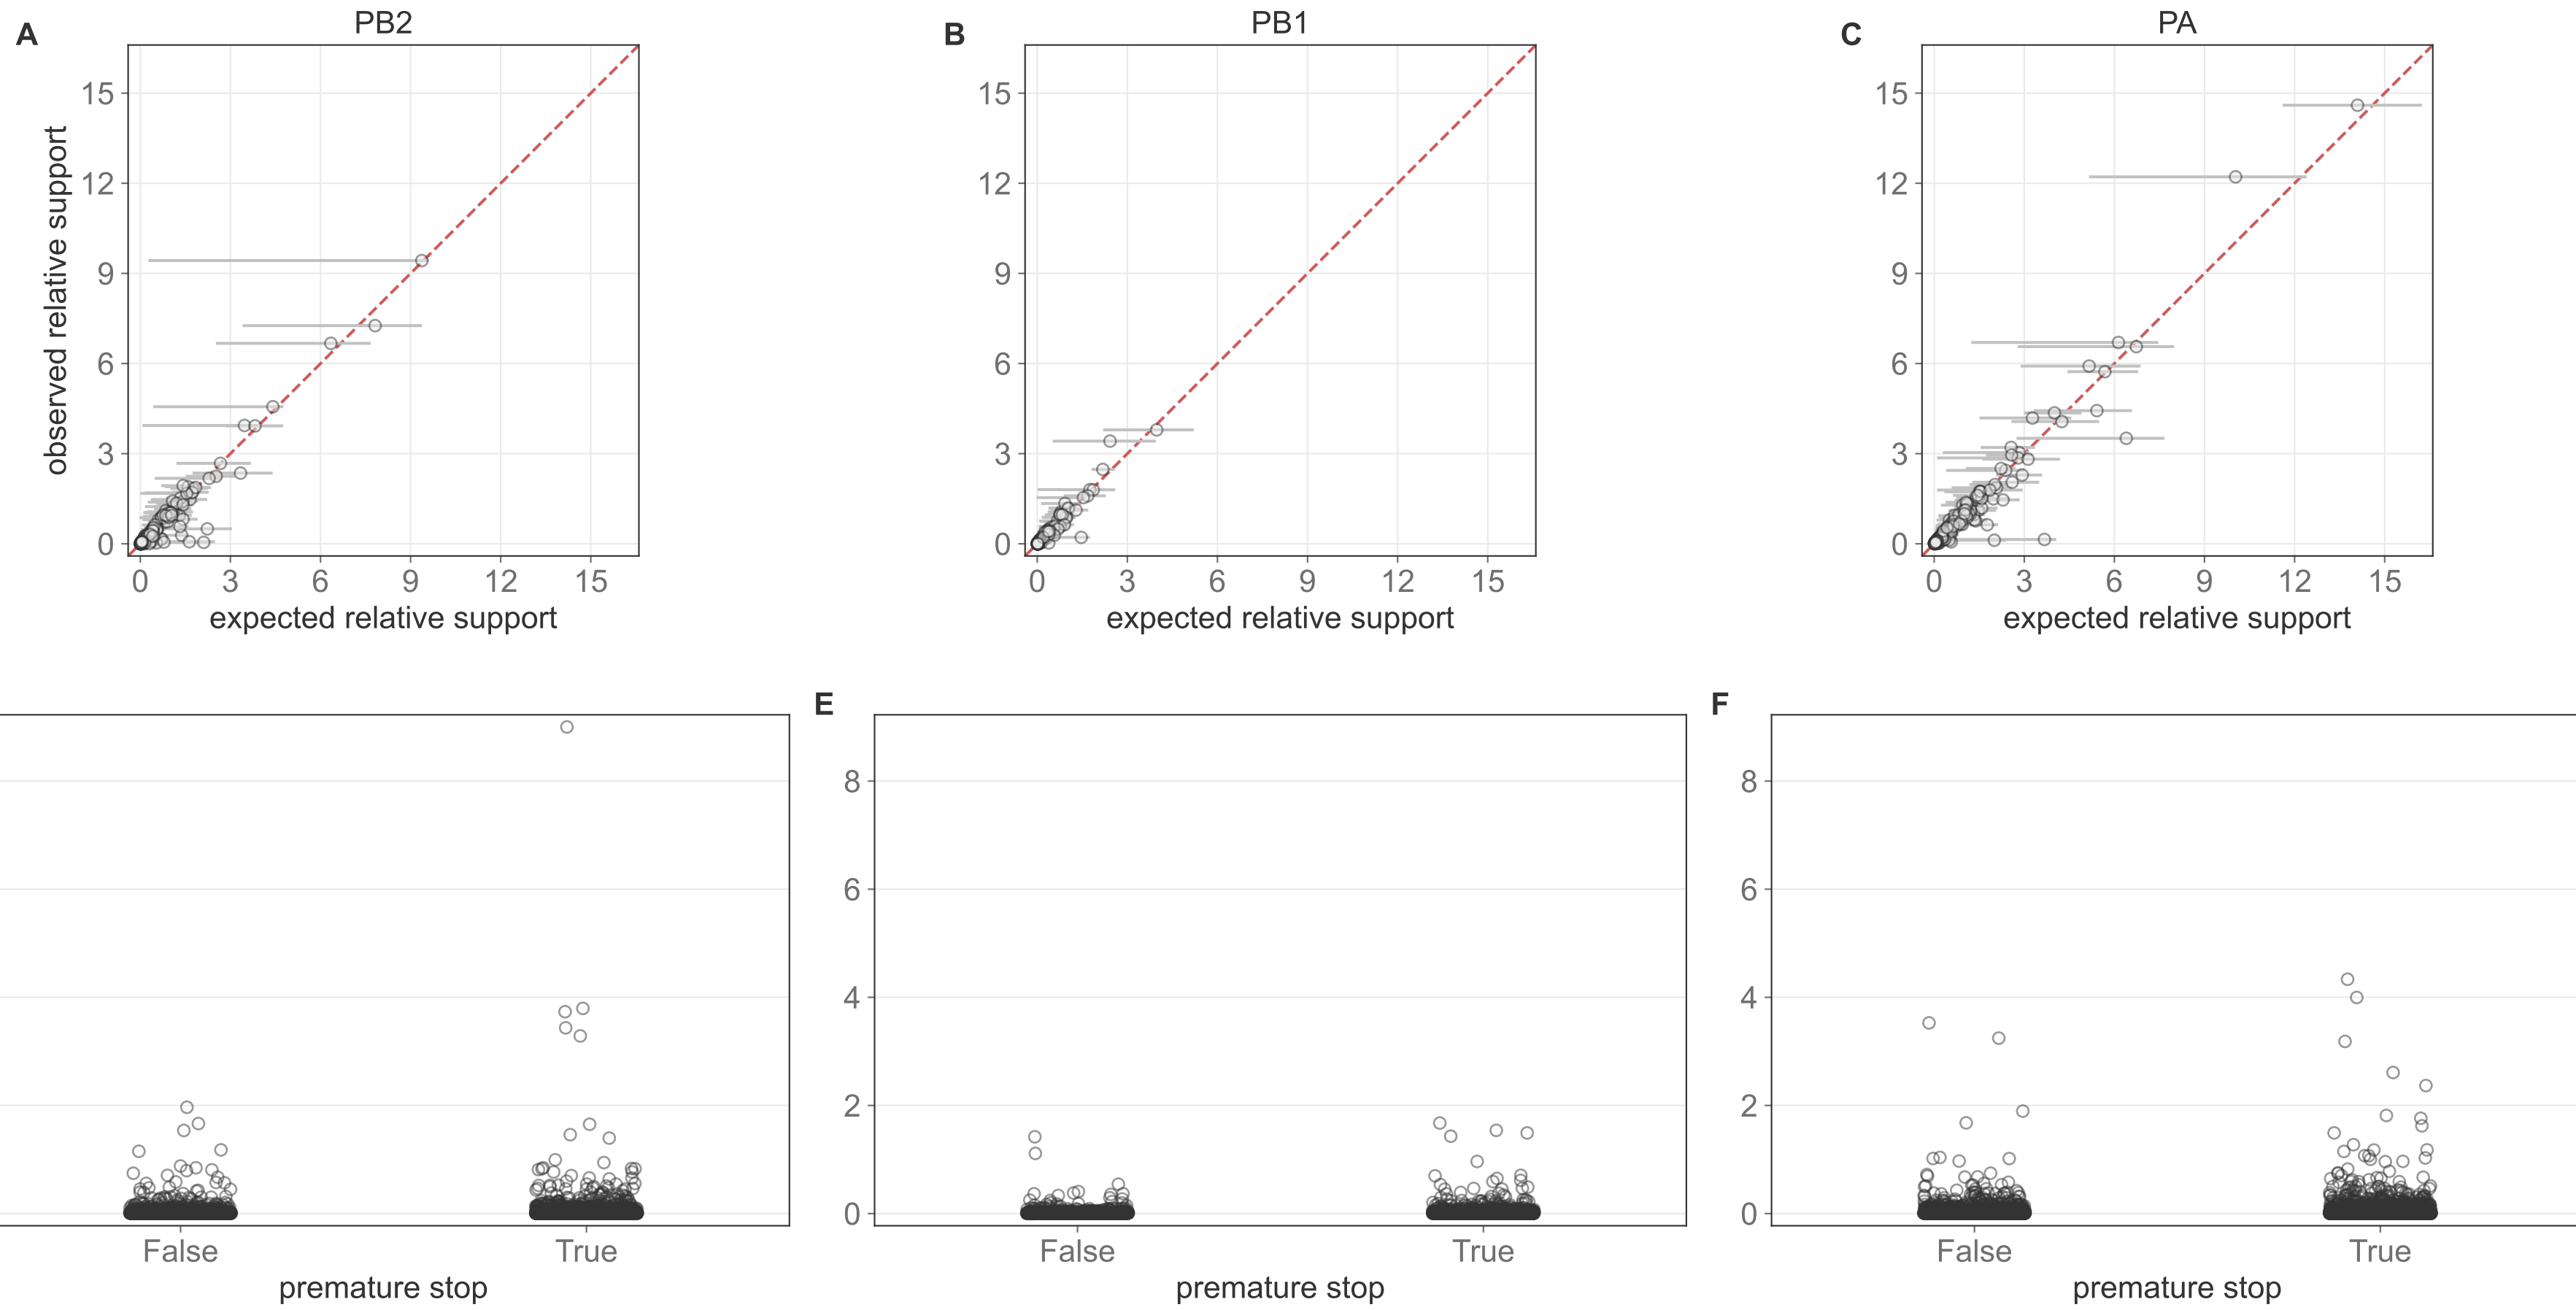 A PB2 B PB1 C PA
15 15 15
12 12 12
observed relative support
9 9 9
6 6 6
3 3 3
0 0 0
0 3 6 9 12 15 0 3 6 9 12 15 0 3 6 9 12 15
expected relative support expected relative support expected relative support
E F
8 8
6 6
4 4
2 2
0 0
False True False True False True
premature stop premature stop premature stop